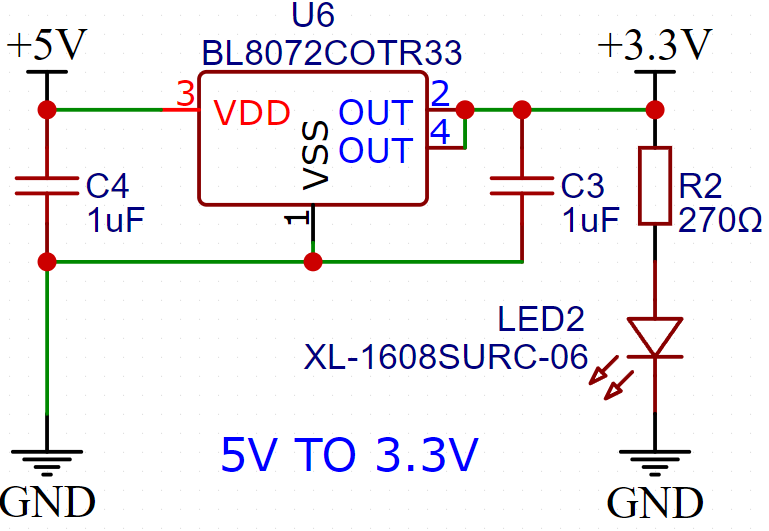 U6
+5V
BL8072COTR33
+3.3V
3
VDD
OUT
2
OUT
4
VSS
1
C4
1uF
C3
1uF
R2
270Ω
LED2
XL-1608SURC-06
5V TO 3.3V
GND
GND